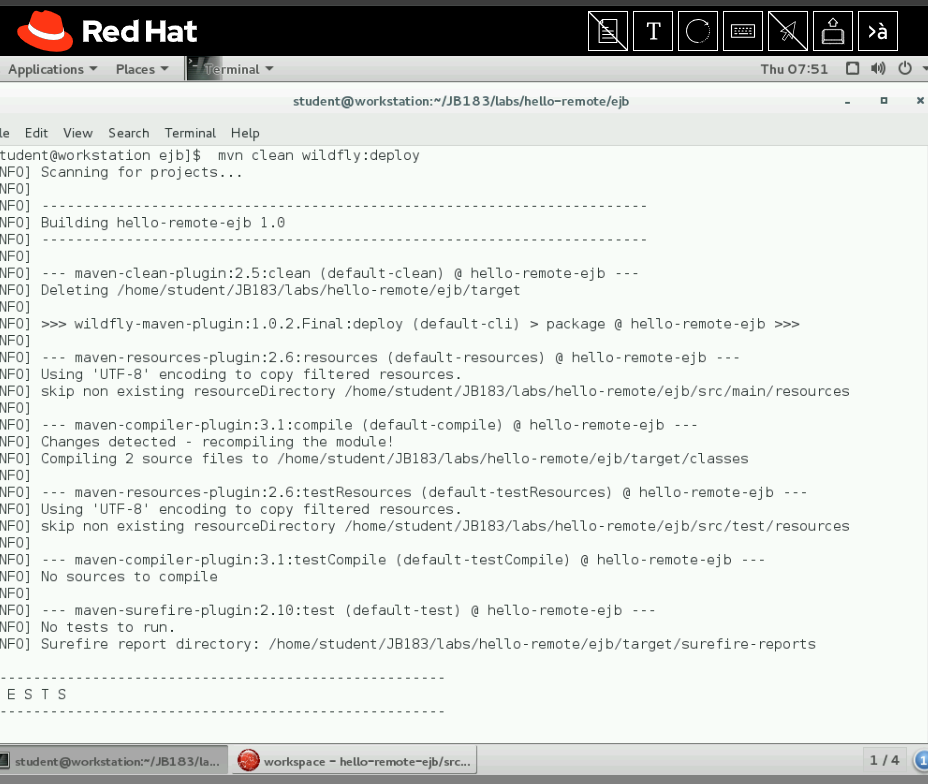 Red Hat
T
>à
Applications Places Terminal Thu 07:51
student@workstation:~/JB183/labs/hello-remote/ejb
le Edit View Search Terminal Help
tudent@workstation ejb]$ mvn clean wildfly:deploy
NFO] Scanning for projects...
NFO]
NFO] ------------------------------------------------------------------------
NFO] Building hello-remote-ejb 1.0
NFO] ------------------------------------------------------------------------
NFO]
NFO] --- maven-clean-plugin:2.5:clean (default-clean) @ hello-remote-ejb ---
NFO] Deleting /home/student/JB183/labs/hello-remote/ejb/target
NFO]
NFO] >>> wildfly-maven-plugin:1.0.2.Final:deploy (default-cli) > package @ hello-remote-ejb >>>
NFO]
NFO] --- maven-resources-plugin:2.6:resources (default-resources) @ hello-remote-ejb ---
NFO] Using 'UTF-8' encoding to copy filtered resources.
NFO] skip non existing resourceDirectory /home/student/JB183/labs/hello-remote/ejb/src/main/resources
NFO]
NFO] --- maven-compiler-plugin:3.1:compile (default-compile) @ hello-remote-ejb ---
NFO] Changes detected - recompiling the module!
NFO] Compiling 2 source files to /home/student/JB183/labs/hello-remote/ejb/target/classes
NFO]
NFO] --- maven-resources-plugin:2.6:testResources (default-testResources) @ hello-remote-ejb ---
NFO] Using 'UTF-8' encoding to copy filtered resources.
NFO] skip non existing resourceDirectory /home/student/JB183/labs/hello-remote/ejb/src/test/resources
NFO]
NFO] --- maven-compiler-plugin:3.1:testCompile (default-testCompile) @ hello-remote-ejb ---
NFO] No sources to compile
NFO]
NFO] --- maven-surefire-plugin:2.10:test (default-test) @ hello-remote-ejb ---
NFO] No tests to run.
NFO] Surefire report directory: /home/student/JB183/labs/hello-remote/ejb/target/surefire-reports
-----------------------------------------------------
E S T S
-----------------------------------------------------
student@workstation:~/JB183/la... workspace - hello-remote-ejb/src... 1 / 4 1